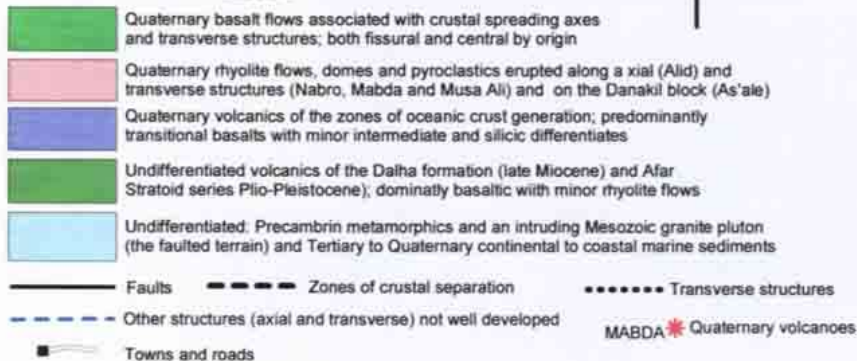 Quaternary basalt flows associated with crustal spreading axes
and transverse structures; both fissural and central by origin
Quaternary rhyolite flows, domes and pyroclastics erupted along a xial (Alid) and
transverse structures (Nabro, Mabda and Musa Ali) and on the Danakil block (As'ale)
Quaternary volcanics of the zones of oceanic crust generation; predominantly
transitional basalts with minor intermediate and silicic differentiates
Undifferentiated volcanics of the Dalha formation (late Miocene) and Afar
Stratoid series Plio-Pleistocene); dominatly basaltic wiith minor rhyolite flows
Undifferentiated: Precambrin metamorphics and an intruding Mesozoic granite pluton
(the faulted terrain) and Tertiary to Quaternary continental to coastal marine sediments
Faults Zones of crustal separation Transverse structures
Other structures (axial and transverse) not well developed
MABDA Quaternary volcanoes
Towns and roads